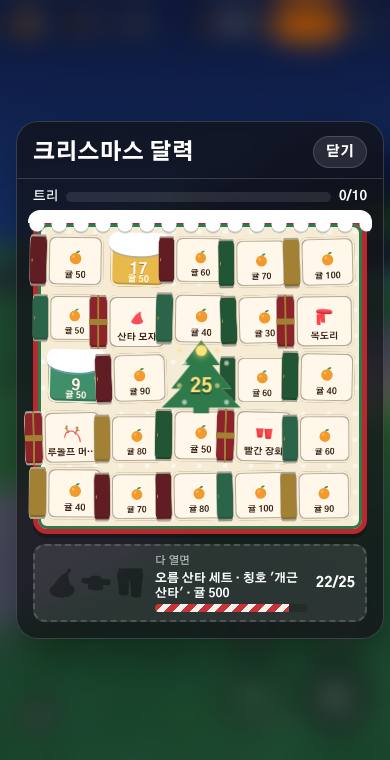 크리스마스 달력
닫기
트리
0/10
귤 50
17
귤 50
귤 60
귤 70
귤 100
귤 50
산타 모자
귤 40
귤 30
목도리
9
귤 50
귤 90
25
귤 60
귤 40
루돌프 머…
귤 80
귤 50
빨간 장화
귤 60
귤 40
귤 70
귤 80
귤 100
귤 90
다 열면
오름 산타 세트 · 칭호 '개근
산타' · 귤 500
22/25